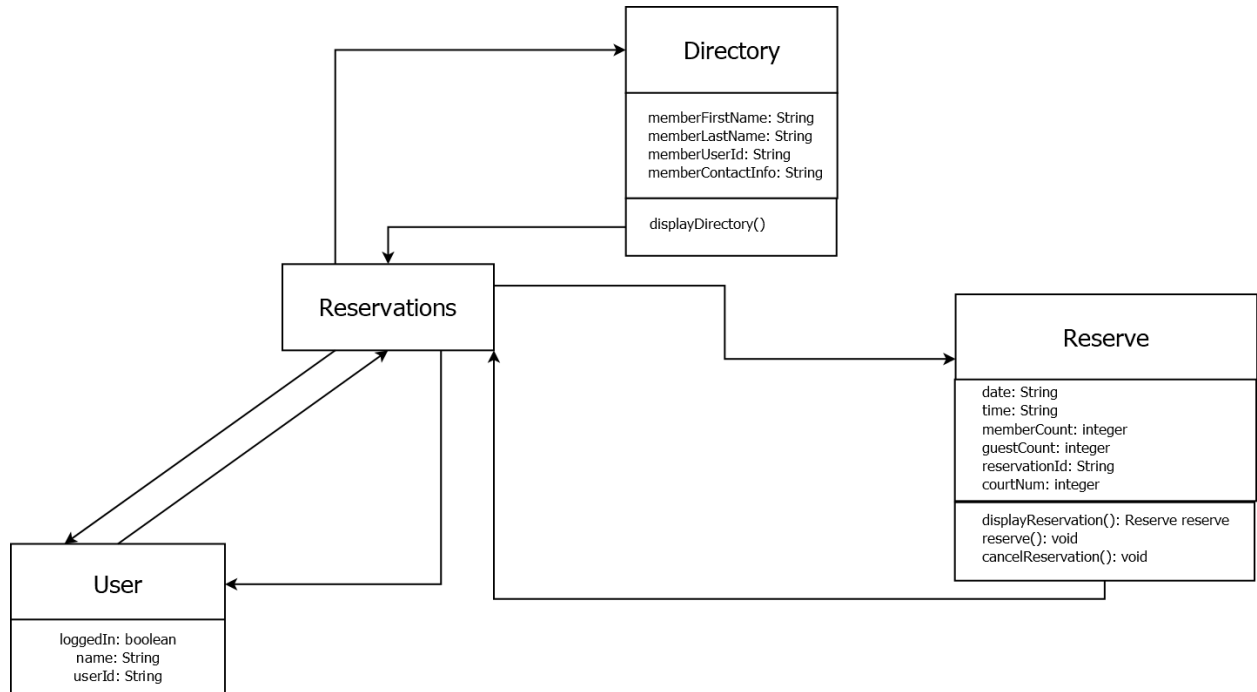 Directory
memberFirstName: String
memberLastName: String
memberUserId: String
memberContactInfo: String
displayDirectory()
Reservations
Reserve
date: String
time: String
memberCount: integer
guestCount: integer
reservationId: String
courtNum: integer
displayReservation(): Reserve reserve
reserve(): void
cancelReservation(): void
User
loggedIn: boolean
name: String
userId: String